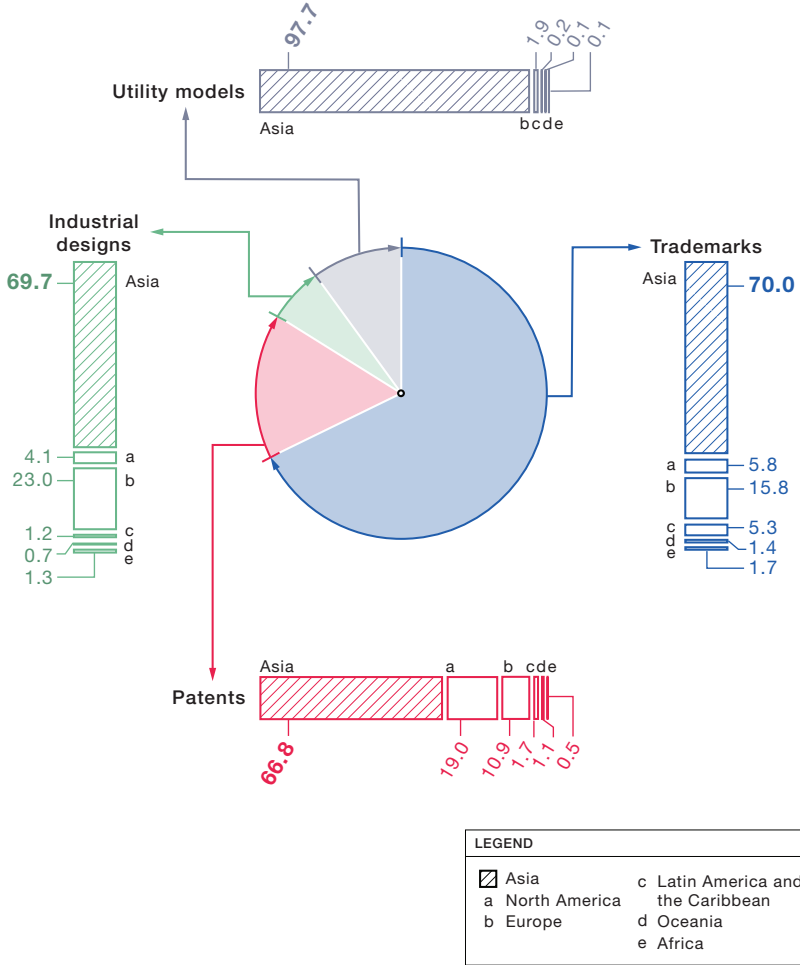 97.7
1.9
0.2
0.1
0.1
Utility models
Asia
b c d e
Industrial
designs
69.7
Asia
4.1 a
23.0 b
1.2 c
0.7 d
1.3 e
Trademarks
Asia 70.0
a 5.8
b 15.8
c 5.3
d 1.4
e 1.7
Asia a b c d e
Patents
66.8
19.0
10.9
1.7
1.1
0.5
LEGEND
Asia
a North America
b Europe
c Latin America and
the Caribbean
d Oceania
e Africa